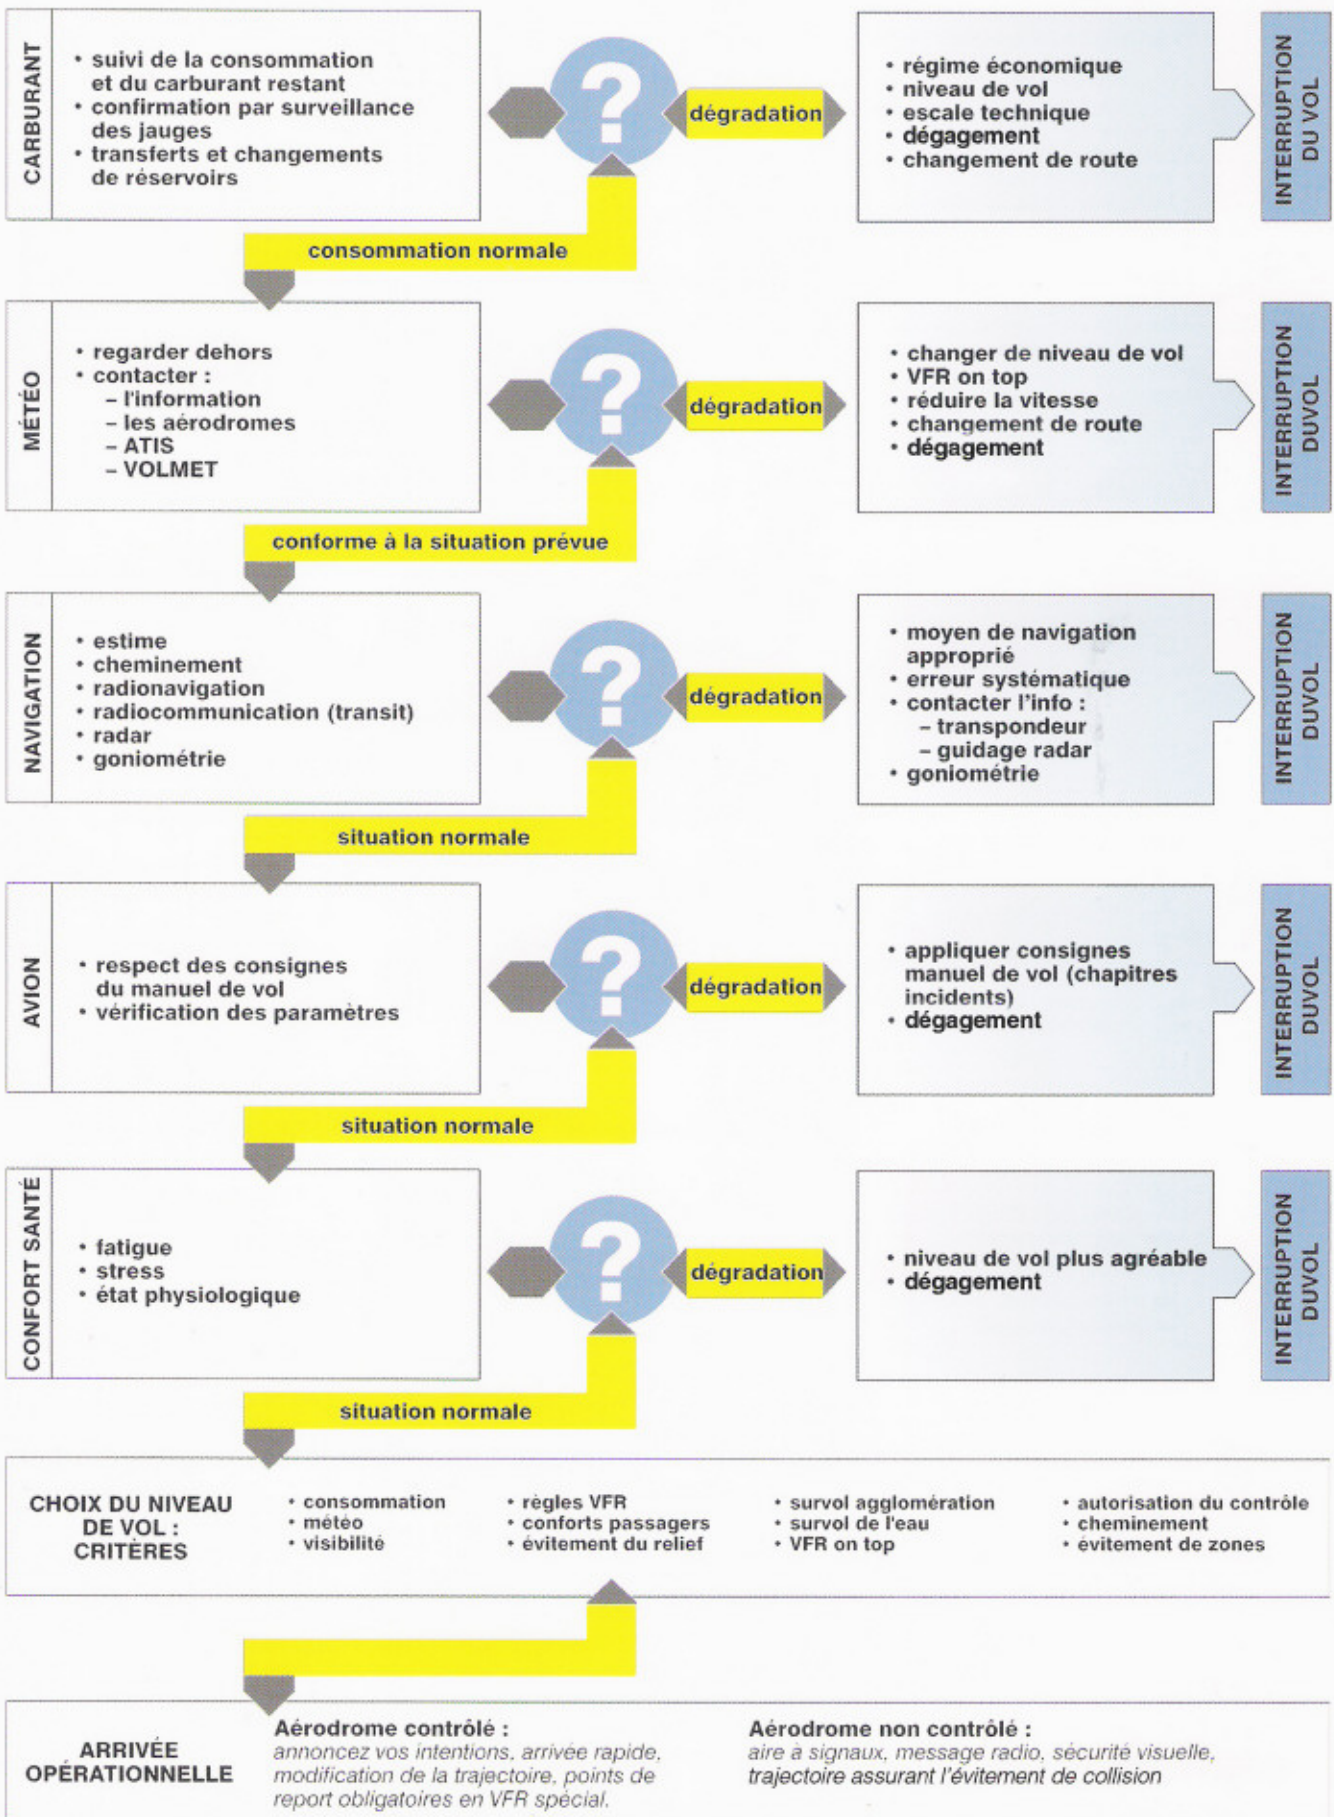 CARBURANT
• suivi de la consommation
et du carburant restant
• confirmation par surveillance
des jauges
• transferts et changements
de réservoirs
?
dégradation
• régime économique
• niveau de vol
• escale technique
• dégagement
• changement de route
INTERRUPTION
DU VOL
consommation normale
MÉTÉO
• regarder dehors
• contacter :
– l'information
– les aérodromes
– ATIS
– VOLMET
?
dégradation
• changer de niveau de vol
• VFR on top
• réduire la vitesse
• changement de route
• dégagement
INTERRUPTION
DUVOL
conforme à la situation prévue
NAVIGATION
• estime
• cheminement
• radionavigation
• radiocommunication (transit)
• radar
• goniométrie
?
dégradation
• moyen de navigation
approprié
• erreur systématique
• contacter l'info :
– transpondeur
– guidage radar
• goniométrie
INTERRUPTION
DUVOL
situation normale
AVION
• respect des consignes
du manuel de vol
• vérification des paramètres
?
dégradation
• appliquer consignes
manuel de vol (chapitres
incidents)
• dégagement
INTERRUPTION
DUVOL
situation normale
CONFORT SANTÉ
• fatigue
• stress
• état physiologique
?
dégradation
• niveau de vol plus agréable
• dégagement
INTERRUPTION
DUVOL
situation normale
CHOIX DU NIVEAU
DE VOL :
CRITÈRES
• consommation
• météo
• visibilité
• règles VFR
• conforts passagers
• évitement du relief
• survol agglomération
• survol de l'eau
• VFR on top
• autorisation du contrôle
• cheminement
• évitement de zones
ARRIVÉE
OPÉRATIONNELLE
Aérodrome contrôlé :
annoncez vos intentions, arrivée rapide,
modification de la trajectoire, points de
report obligatoires en VFR spécial.
Aérodrome non contrôlé :
aire à signaux, message radio, sécurité visuelle,
trajectoire assurant l'évitement de collision